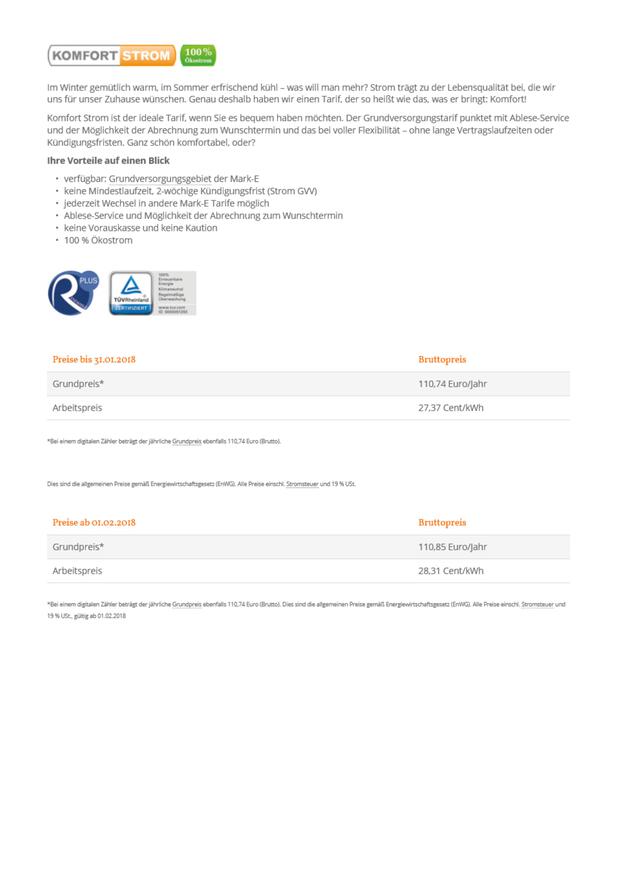 KOMFORT STROM 100 % Ökostrom
Im Winter gemütlich warm, im Sommer erfrischend kühl – was will man mehr? Strom trägt zu der Lebensqualität bei, die wir
uns für unser Zuhause wünschen. Genau deshalb haben wir einen Tarif, der so heißt wie das, was er bringt: Komfort!
Komfort Strom ist der ideale Tarif, wenn Sie es bequem haben möchten. Der Grundversorgungstarif punktet mit Ablese-Service
und der Möglichkeit der Abrechnung zum Wunschtermin und das bei voller Flexibilität – ohne lange Vertragslaufzeiten oder
Kündigungsfristen. Ganz schön komfortabel, oder?
Ihre Vorteile auf einen Blick
• verfügbar: Grundversorgungsgebiet der Mark-E
• keine Mindestlaufzeit, 2-wöchige Kündigungsfrist (Strom GVV)
• jederzeit Wechsel in andere Mark-E Tarife möglich
• Ablese-Service und Möglichkeit der Abrechnung zum Wunschtermin
• keine Vorauskasse und keine Kaution
• 100 % Ökostrom
R PLUS
TÜVRheinland
ZERTIFIZIERT
100%
Erneuerbare
Energie
Klimaneutral
Regelmäßige
Überwachung
www.tuv.com
Preise bis 31.01.2018 Bruttopreis
Grundpreis* 110,74 Euro/Jahr
Arbeitspreis 27,37 Cent/kWh
*Bei einem digitalen Zähler beträgt der jährliche Grundpreis ebenfalls 110,74 Euro (Brutto).
Dies sind die allgemeinen Preise gemäß Energiewirtschaftsgesetz (EnWG). Alle Preise einschl. Stromsteuer und 19 % USt.
Preise ab 01.02.2018 Bruttopreis
Grundpreis* 110,85 Euro/Jahr
Arbeitspreis 28,31 Cent/kWh
*Bei einem digitalen Zähler beträgt der jährliche Grundpreis ebenfalls 110,74 Euro (Brutto). Dies sind die allgemeinen Preise gemäß Energiewirtschaftsgesetz (EnWG). Alle Preise einschl. Stromsteuer und
19 % USt., gültig ab 01.02.2018